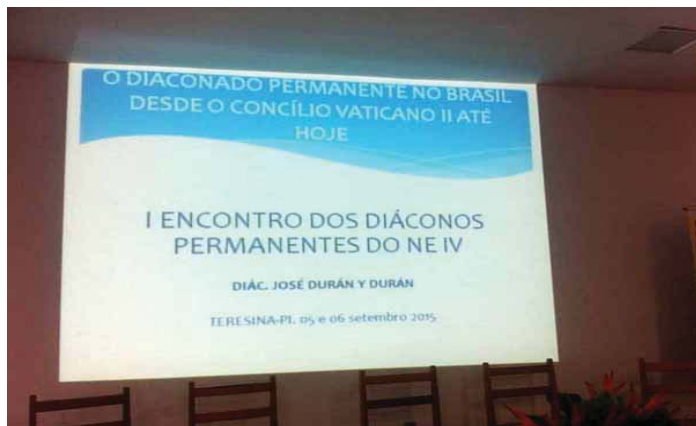 O DIACONADO PERMANENTE NO BRASIL
DESDE O CONCÍLIO VATICANO II ATÉ
HOJE
I ENCONTRO DOS DIÁCONOS
PERMANENTES DO NE IV
DIÁC. JOSÉ DURÁN Y DURÁN
TERESINA-PI, 05 e 06 setembro 2015